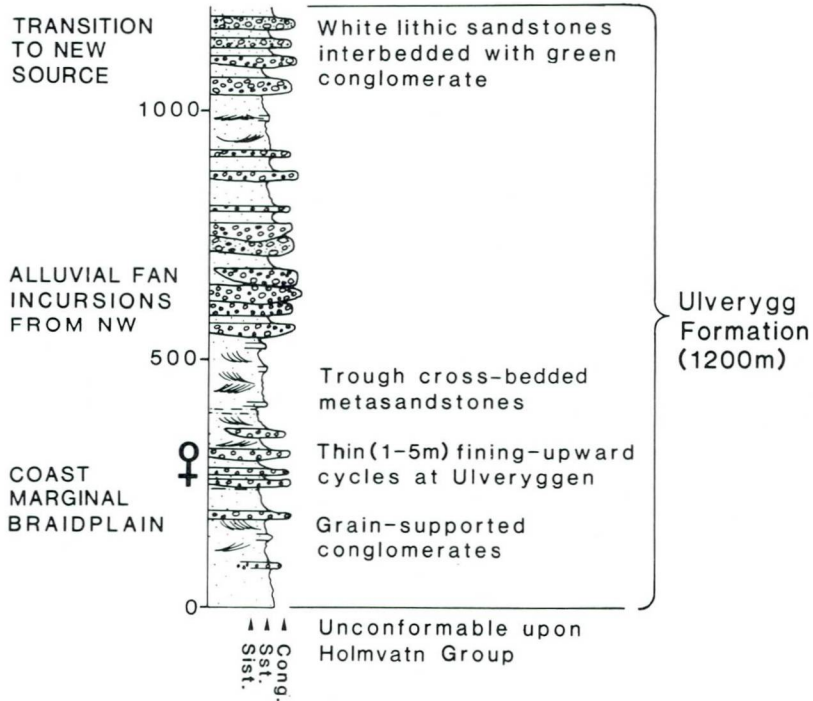 TRANSITION
TO NEW
SOURCE
White lithic sandstones
interbedded with green
conglomerate
1000
ALLUVIAL FAN
INCURSIONS
FROM NW
Ulverygg
Formation
(1200m)
500
Trough cross-bedded
metasandstones
Thin (1-5m) fining-upward
cycles at Ulveryggen
COAST
MARGINAL
BRAIDPLAIN
Grain-supported
conglomerates
0
Unconformable upon
Holmvatn Group
Slst.
Sst.
Cong.